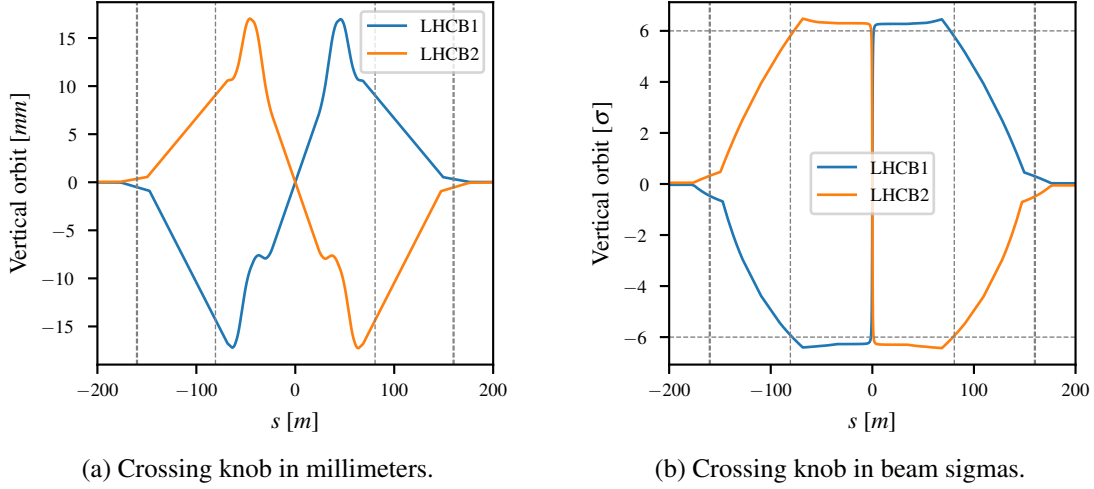 15
10
5
0
−5
−10
−15
Vertical orbit [mm]
LHCB1
LHCB2
−200
−100
0
100
200
s [m]
(a) Crossing knob in millimeters.
6
4
2
0
−2
−4
−6
Vertical orbit [σ]
LHCB1
LHCB2
−200
−100
0
100
200
s [m]
(b) Crossing knob in beam sigmas.